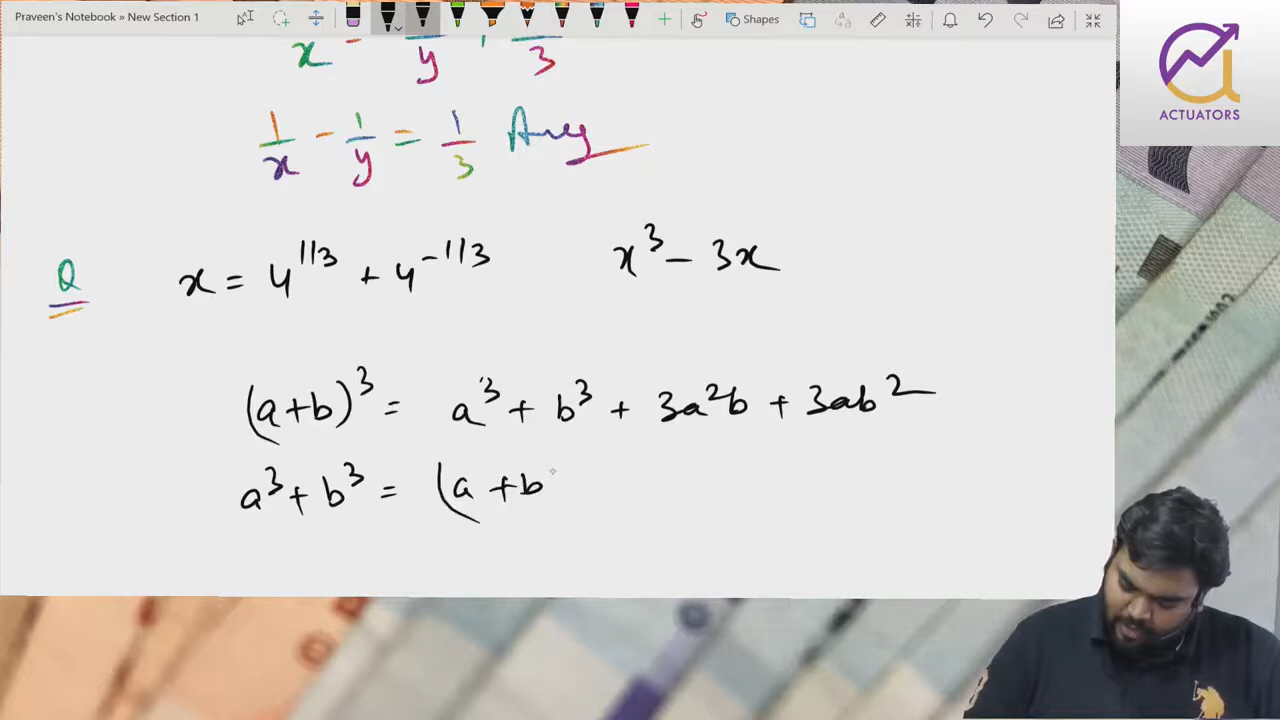 Praveen's Notebook » New Section 1
Shapes
ACTUATORS
x = y , 3
1/x - 1/y = 1/3 Ans
Q x = 4^1/3 + 4^-1/3 x^3 - 3x
(a+b)^3 = a^3 + b^3 + 3a^2b + 3ab^2
a^3 + b^3 = (a + b